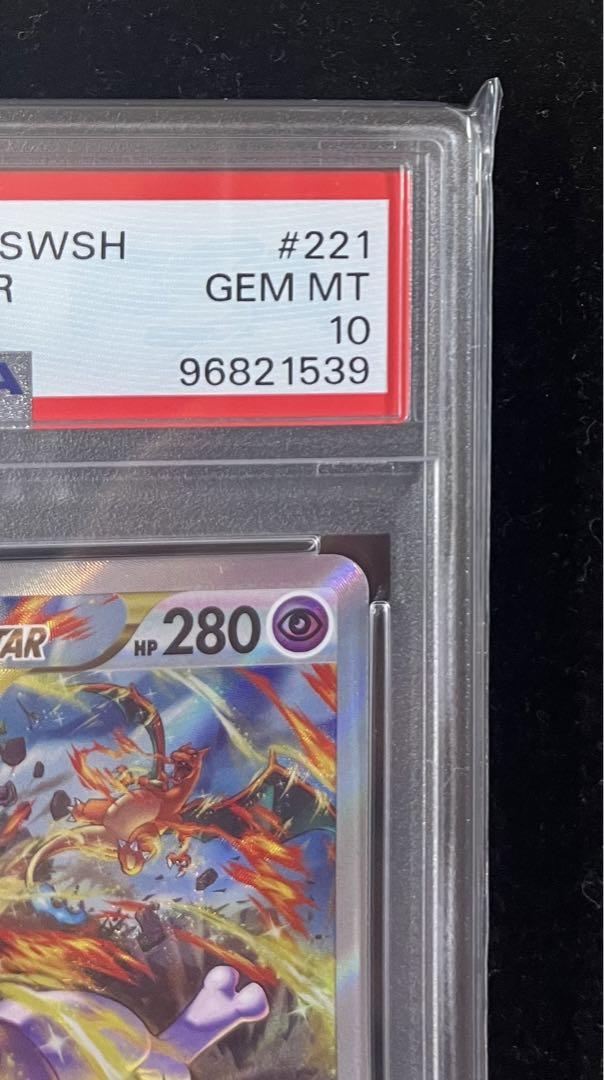 SWSH #221
R GEM MT
A 10
96821539
TAR HP 280